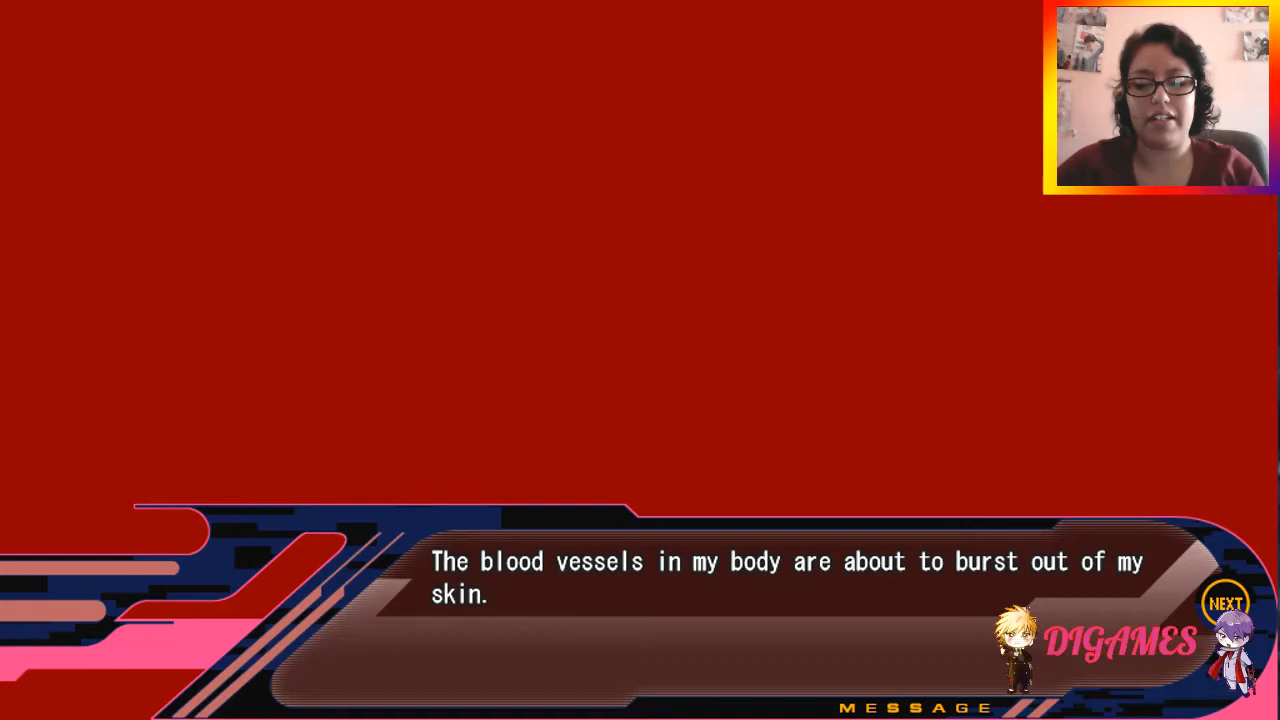 The blood vessels in my body are about to burst out of my
skin.
NEXT
DIGAMES
MESSAGE